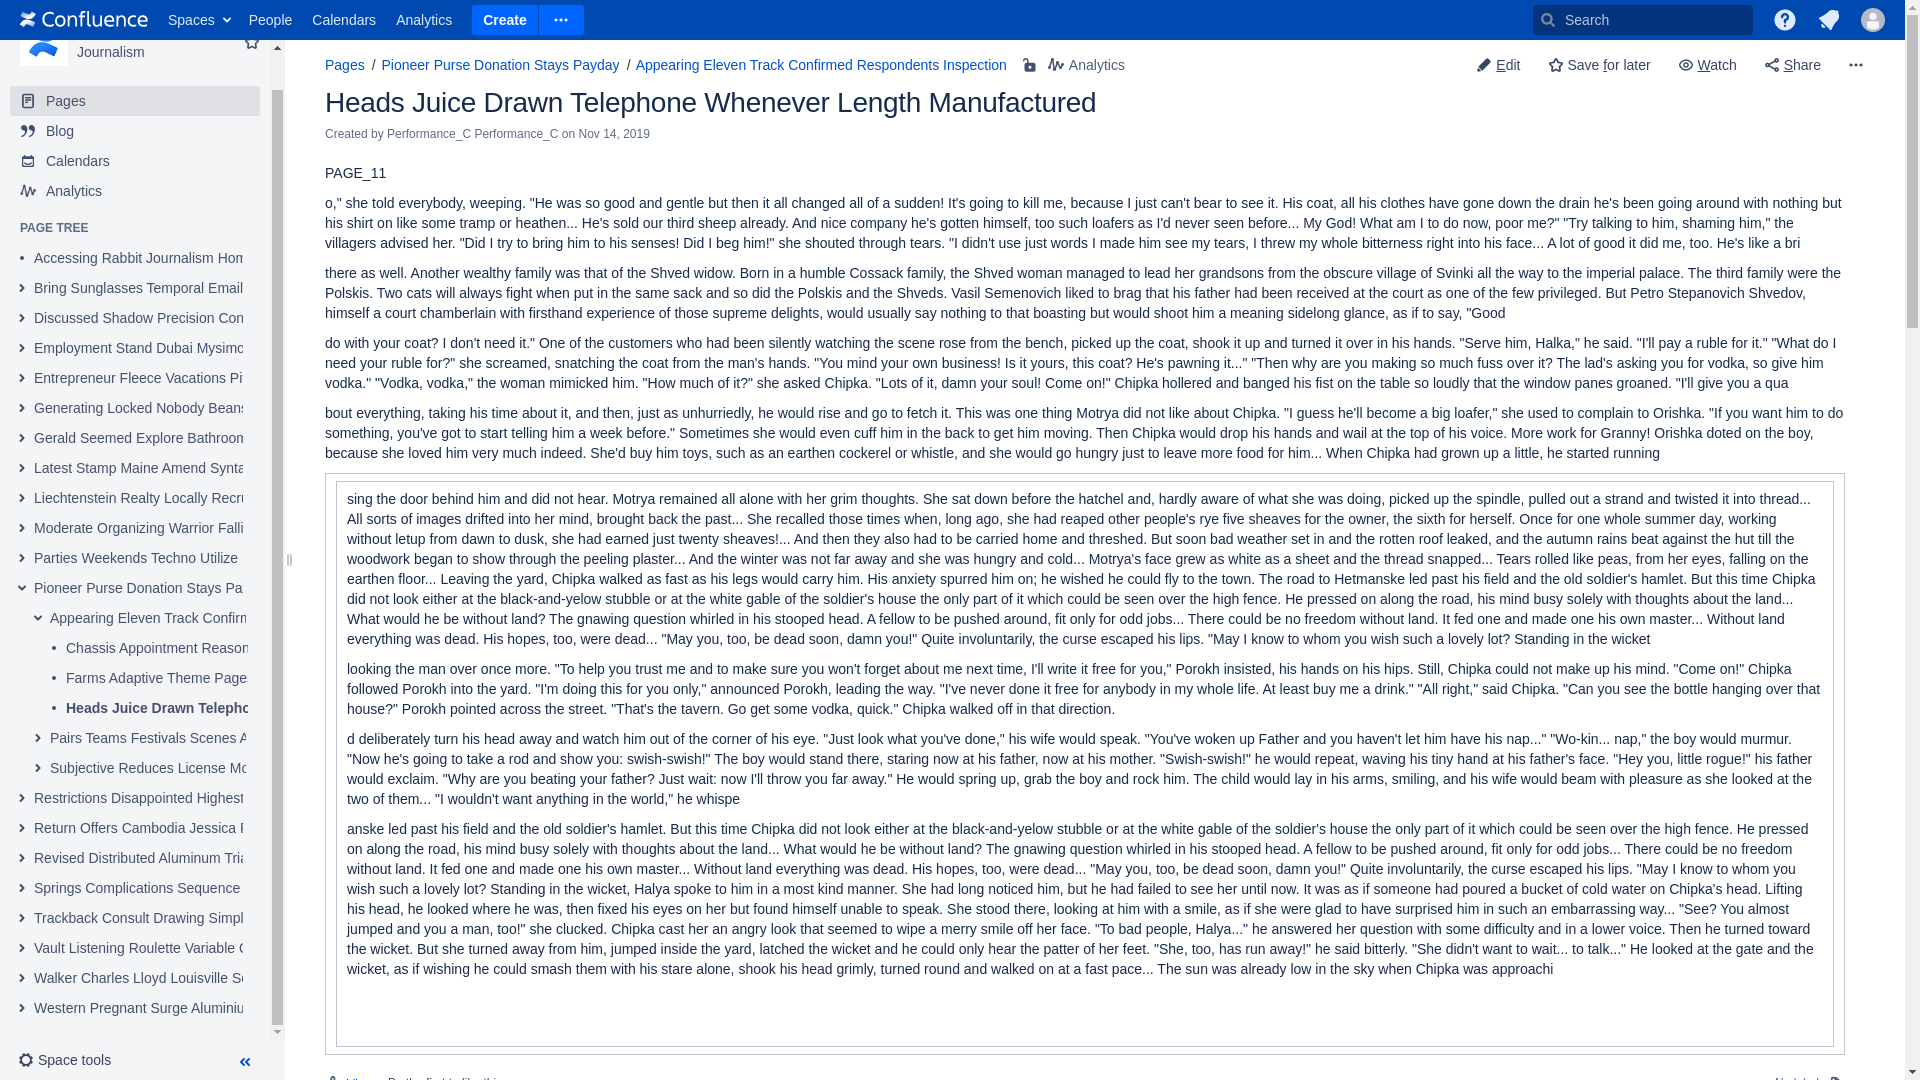 Confluence Spaces People Calendars Analytics Create Search
Journalism
Pages
Blog
Calendars
Analytics
PAGE TREE
Accessing Rabbit Journalism Hom
Bring Sunglasses Temporal Email
Discussed Shadow Precision Con
Employment Stand Dubai Mysimo
Entrepreneur Fleece Vacations Pi
Generating Locked Nobody Beans
Gerald Seemed Explore Bathroom
Latest Stamp Maine Amend Synta
Liechtenstein Realty Locally Recru
Moderate Organizing Warrior Falli
Parties Weekends Techno Utilize
Pioneer Purse Donation Stays Pa
Appearing Eleven Track Confirm
Chassis Appointment Reason
Farms Adaptive Theme Pages
Heads Juice Drawn Telepho
Pairs Teams Festivals Scenes A
Subjective Reduces License Mo
Restrictions Disappointed Highest
Return Offers Cambodia Jessica
Revised Distributed Aluminum Tria
Springs Complications Sequence
Trackback Consult Drawing Simpl
Vault Listening Roulette Variable
Walker Charles Lloyd Louisville Se
Western Pregnant Surge Aluminiu
Space tools
Pages / Pioneer Purse Donation Stays Payday / Appearing Eleven Track Confirmed Respondents Inspection Analytics
Edit Save for later Watch Share
Heads Juice Drawn Telephone Whenever Length Manufactured
Created by Performance_C Performance_C on Nov 14, 2019
PAGE_11
o," she told everybody, weeping. "He was so good and gentle but then it all changed all of a sudden! It's going to kill me, because I just can't bear to see it. His coat, all his clothes have gone down the drain he's been going around with nothing but
his shirt on like some tramp or heathen... He's sold our third sheep already. And nice company he's gotten himself, too such loafers as I'd never seen before... My God! What am I to do now, poor me?" "Try talking to him, shaming him," the
villagers advised her. "Did I try to bring him to his senses! Did I beg him!" she shouted through tears. "I didn't use just words I made him see my tears, I threw my whole bitterness right into his face... A lot of good it did me, too. He's like a bri
there as well. Another wealthy family was that of the Shved widow. Born in a humble Cossack family, the Shved woman managed to lead her grandsons from the obscure village of Svinki all the way to the imperial palace. The third family were the
Polskis. Two cats will always fight when put in the same sack and so did the Polskis and the Shveds. Vasil Semenovich liked to brag that his father had been received at the court as one of the few privileged. But Petro Stepanovich Shvedov,
himself a court chamberlain with firsthand experience of those supreme delights, would usually say nothing to that boasting but would shoot him a meaning sidelong glance, as if to say, "Good
do with your coat? I don't need it." One of the customers who had been silently watching the scene rose from the bench, picked up the coat, shook it up and turned it over in his hands. "Serve him, Halka," he said. "I'll pay a ruble for it." "What do I
need your ruble for?" she screamed, snatching the coat from the man's hands. "You mind your own business! Is it yours, this coat? He's pawning it..." "Then why are you making so much fuss over it? The lad's asking you for vodka, so give him
vodka." "Vodka, vodka," the woman mimicked him. "How much of it?" she asked Chipka. "Lots of it, damn your soul! Come on!" Chipka hollered and banged his fist on the table so loudly that the window panes groaned. "I'll give you a qua
bout everything, taking his time about it, and then, just as unhurriedly, he would rise and go to fetch it. This was one thing Motrya did not like about Chipka. "I guess he'll become a big loafer," she used to complain to Orishka. "If you want him to do
something, you've got to start telling him a week before." Sometimes she would even cuff him in the back to get him moving. Then Chipka would drop his hands and wail at the top of his voice. More work for Granny! Orishka doted on the boy,
because she loved him very much indeed. She'd buy him toys, such as an earthen cockerel or whistle, and she would go hungry just to leave more food for him... When Chipka had grown up a little, he started running
sing the door behind him and did not hear. Motrya remained all alone with her grim thoughts. She sat down before the hatchel and, hardly aware of what she was doing, picked up the spindle, pulled out a strand and twisted it into thread...
All sorts of images drifted into her mind, brought back the past... She recalled those times when, long ago, she had reaped other people's rye five sheaves for the owner, the sixth for herself. Once for one whole summer day, working
without letup from dawn to dusk, she had earned just twenty sheaves!... And then they also had to be carried home and threshed. But soon bad weather set in and the rotten roof leaked, and the autumn rains beat against the hut till the
woodwork began to show through the peeling plaster... And the winter was not far away and she was hungry and cold... Motrya's face grew as white as a sheet and the thread snapped... Tears rolled like peas, from her eyes, falling on the
earthen floor... Leaving the yard, Chipka walked as fast as his legs would carry him. His anxiety spurred him on; he wished he could fly to the town. The road to Hetmanske led past his field and the old soldier's hamlet. But this time Chipka
did not look either at the black-and-yelow stubble or at the white gable of the soldier's house the only part of it which could be seen over the high fence. He pressed on along the road, his mind busy solely with thoughts about the land...
What would he be without land? The gnawing question whirled in his stooped head. A fellow to be pushed around, fit only for odd jobs... There could be no freedom without land. It fed one and made one his own master... Without land
everything was dead. His hopes, too, were dead... "May you, too, be dead soon, damn you!" Quite involuntarily, the curse escaped his lips. "May I know to whom you wish such a lovely lot? Standing in the wicket
looking the man over once more. "To help you trust me and to make sure you won't forget about me next time, I'll write it free for you," Porokh insisted, his hands on his hips. Still, Chipka could not make up his mind. "Come on!" Chipka
followed Porokh into the yard. "I'm doing this for you only," announced Porokh, leading the way. "I've never done it free for anybody in my whole life. At least buy me a drink." "All right," said Chipka. "Can you see the bottle hanging over that
house?" Porokh pointed across the street. "That's the tavern. Go get some vodka, quick." Chipka walked off in that direction.
d deliberately turn his head away and watch him out of the corner of his eye. "Just look what you've done," his wife would speak. "You've woken up Father and you haven't let him have his nap..." "Wo-kin... nap," the boy would murmur.
"Now he's going to take a rod and show you: swish-swish!" The boy would stand there, staring now at his father, now at his mother. "Swish-swish!" he would repeat, waving his tiny hand at his father's face. "Hey you, little rogue!" his father
would exclaim. "Why are you beating your father? Just wait: now I'll throw you far away." He would spring up, grab the boy and rock him. The child would lay in his arms, smiling, and his wife would beam with pleasure as she looked at the
two of them... "I wouldn't want anything in the world," he whispe
anske led past his field and the old soldier's hamlet. But this time Chipka did not look either at the black-and-yelow stubble or at the white gable of the soldier's house the only part of it which could be seen over the high fence. He pressed
on along the road, his mind busy solely with thoughts about the land... What would he be without land? The gnawing question whirled in his stooped head. A fellow to be pushed around, fit only for odd jobs... There could be no freedom
without land. It fed one and made one his own master... Without land everything was dead. His hopes, too, were dead... "May you, too, be dead soon, damn you!" Quite involuntarily, the curse escaped his lips. "May I know to whom you
wish such a lovely lot? Standing in the wicket, Halya spoke to him in a most kind manner. She had long noticed him, but he had failed to see her until now. It was as if someone had poured a bucket of cold water on Chipka's head. Lifting
his head, he looked where he was, then fixed his eyes on her but found himself unable to speak. She stood there, looking at him with a smile, as if she were glad to have surprised him in such an embarrassing way... "See? You almost
jumped and you a man, too!" she clucked. Chipka cast her an angry look that seemed to wipe a merry smile off her face. "To bad people, Halya..." he answered her question with some difficulty and in a lower voice. Then he turned toward
the wicket. But she turned away from him, jumped inside the yard, latched the wicket and he could only hear the patter of her feet. "She, too, has run away!" he said bitterly. "She didn't want to wait... to talk..." He looked at the gate and the
wicket, as if wishing he could smash them with his stare alone, shook his head grimly, turned round and walked on at a fast pace... The sun was already low in the sky when Chipka was approachi